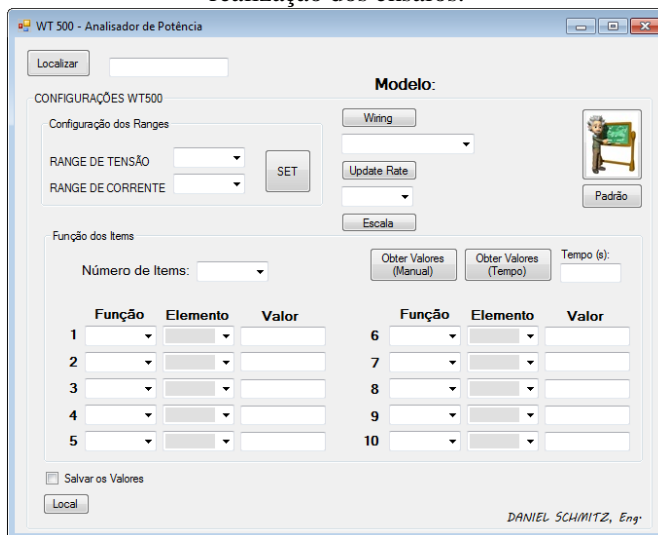 realização dos ensaios.
WT 500 - Analisador de Potência
Localizar
Modelo:
CONFIGURAÇÕES WT500
Configuração dos Ranges
RANGE DE TENSÃO
RANGE DE CORRENTE
SET
Wiring
Update Rate
Escala
Padrão
Função dos Items
Número de Items:
Obter Valores
(Manual)
Obter Valores
(Tempo)
Tempo (s):
Função Elemento Valor
1
2
3
4
5
Função Elemento Valor
6
7
8
9
10
Salvar os Valores
Local
DANIEL SCHMITZ, Eng.